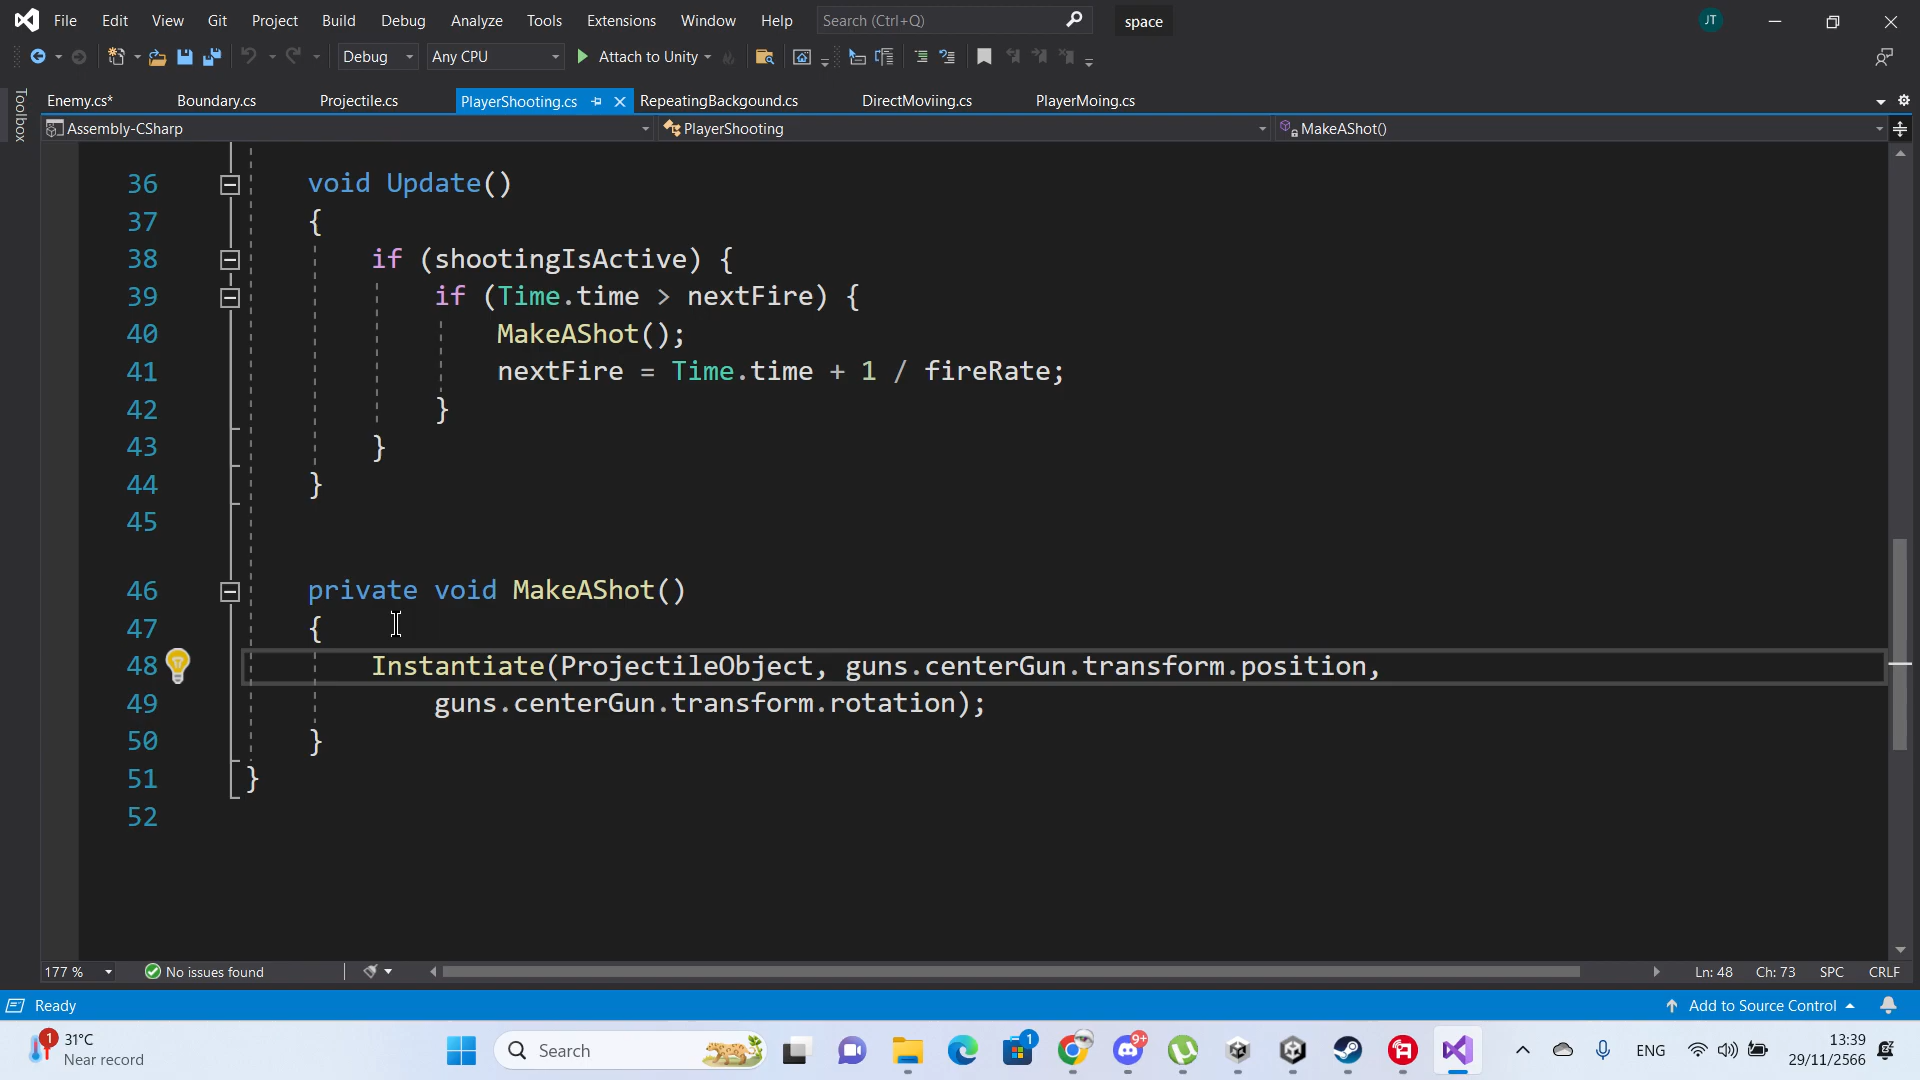 File Edit View Git Project Build Debug Analyze Tools Extensions Window Help Search (Ctrl+Q) space JT
Debug Any CPU Attach to Unity
Toolbox
Enemy.cs* Boundary.cs Projectile.cs PlayerShooting.cs RepeatingBackgound.cs DirectMoviing.cs PlayerMoing.cs
Assembly-CSharp PlayerShooting MakeAShot()
36 void Update()
37 {
38 if (shootingIsActive) {
39 if (Time.time > nextFire) {
40 MakeAShot();
41 nextFire = Time.time + 1 / fireRate;
42 }
43 }
44 }
45
46 private void MakeAShot()
47 {
48 Instantiate(ProjectileObject, guns.centerGun.transform.position,
49 guns.centerGun.transform.rotation);
50 }
51 }
52
177 % No issues found Ln: 48 Ch: 73 SPC CRLF
Ready Add to Source Control
1 31°C Near record Search 1 9+ ENG 13:39
29/11/2566